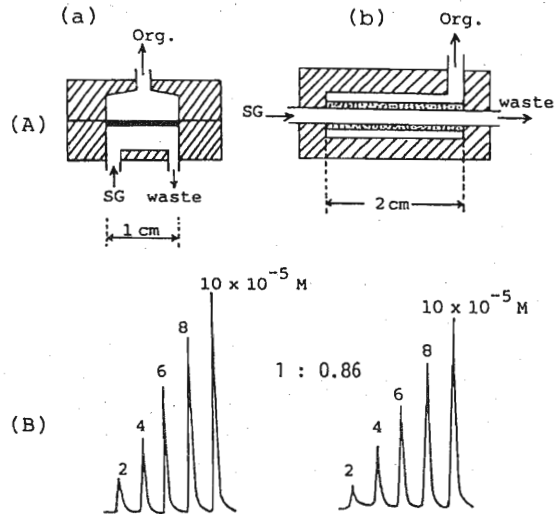 (a)
(b)
Org.
Org.
(A)
SG
waste
SG
waste
1 cm
2 cm
10 x 10⁻⁵ M
8
6
4
2
1 : 0.86
10 x 10⁻⁵ M
8
6
4
2
(B)